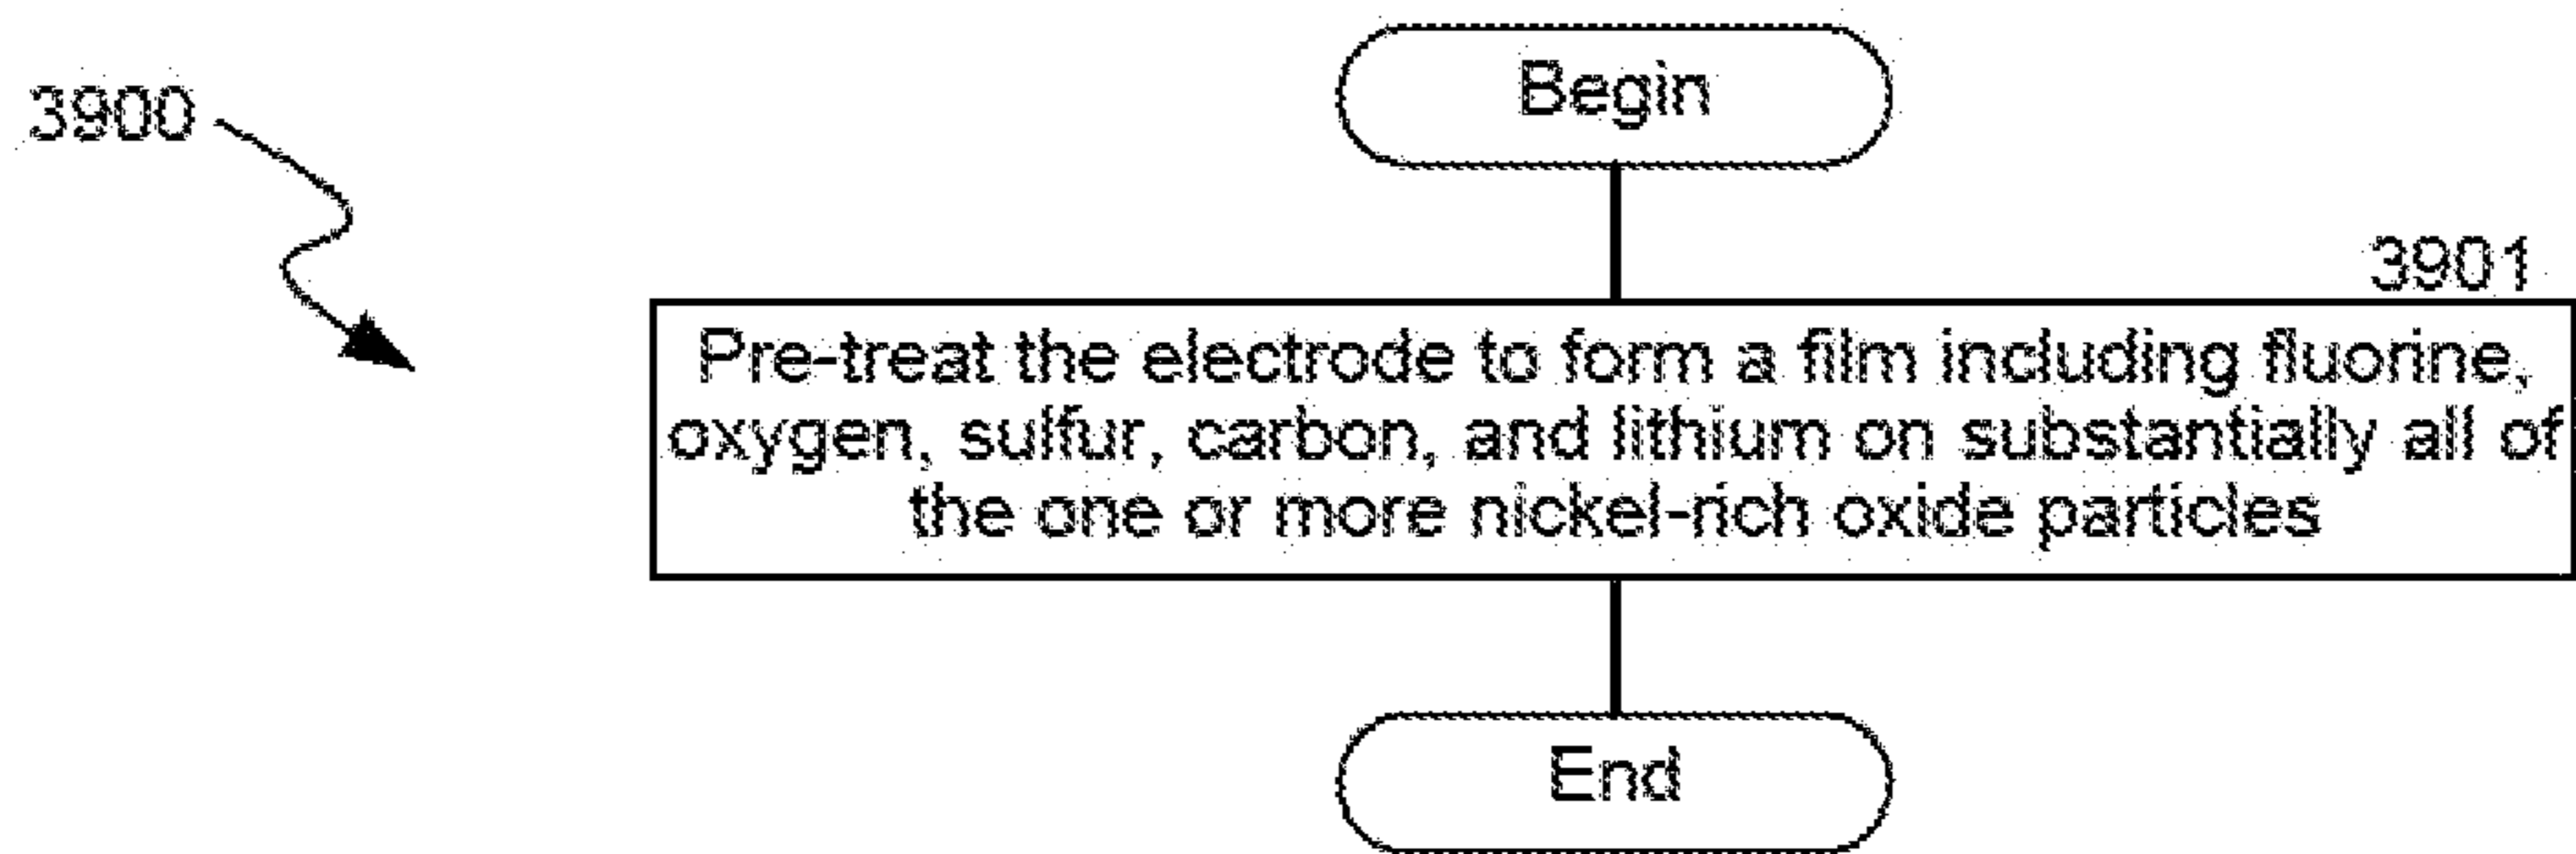 3900
Begin
3901
Pre-treat the electrode to form a film including fluorine,
oxygen, sulfur, carbon, and lithium on substantially all of
the one or more nickel-rich oxide particles
End